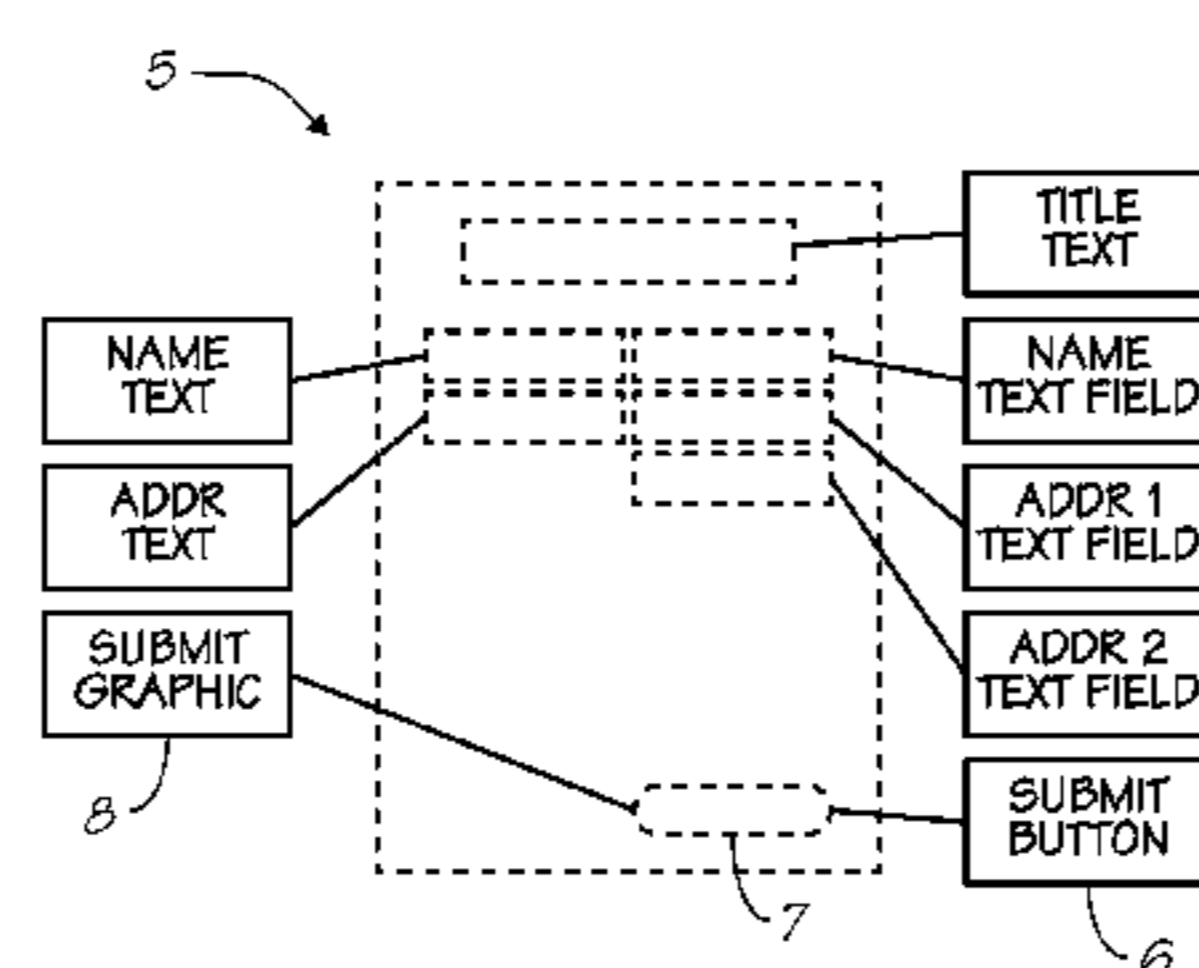 5
TITLE
TEXT
NAME
TEXT
NAME
TEXT FIELD
ADDR
TEXT
ADDR 1
TEXT FIELD
SUBMIT
GRAPHIC
ADDR 2
TEXT FIELD
8
SUBMIT
BUTTON
7
6